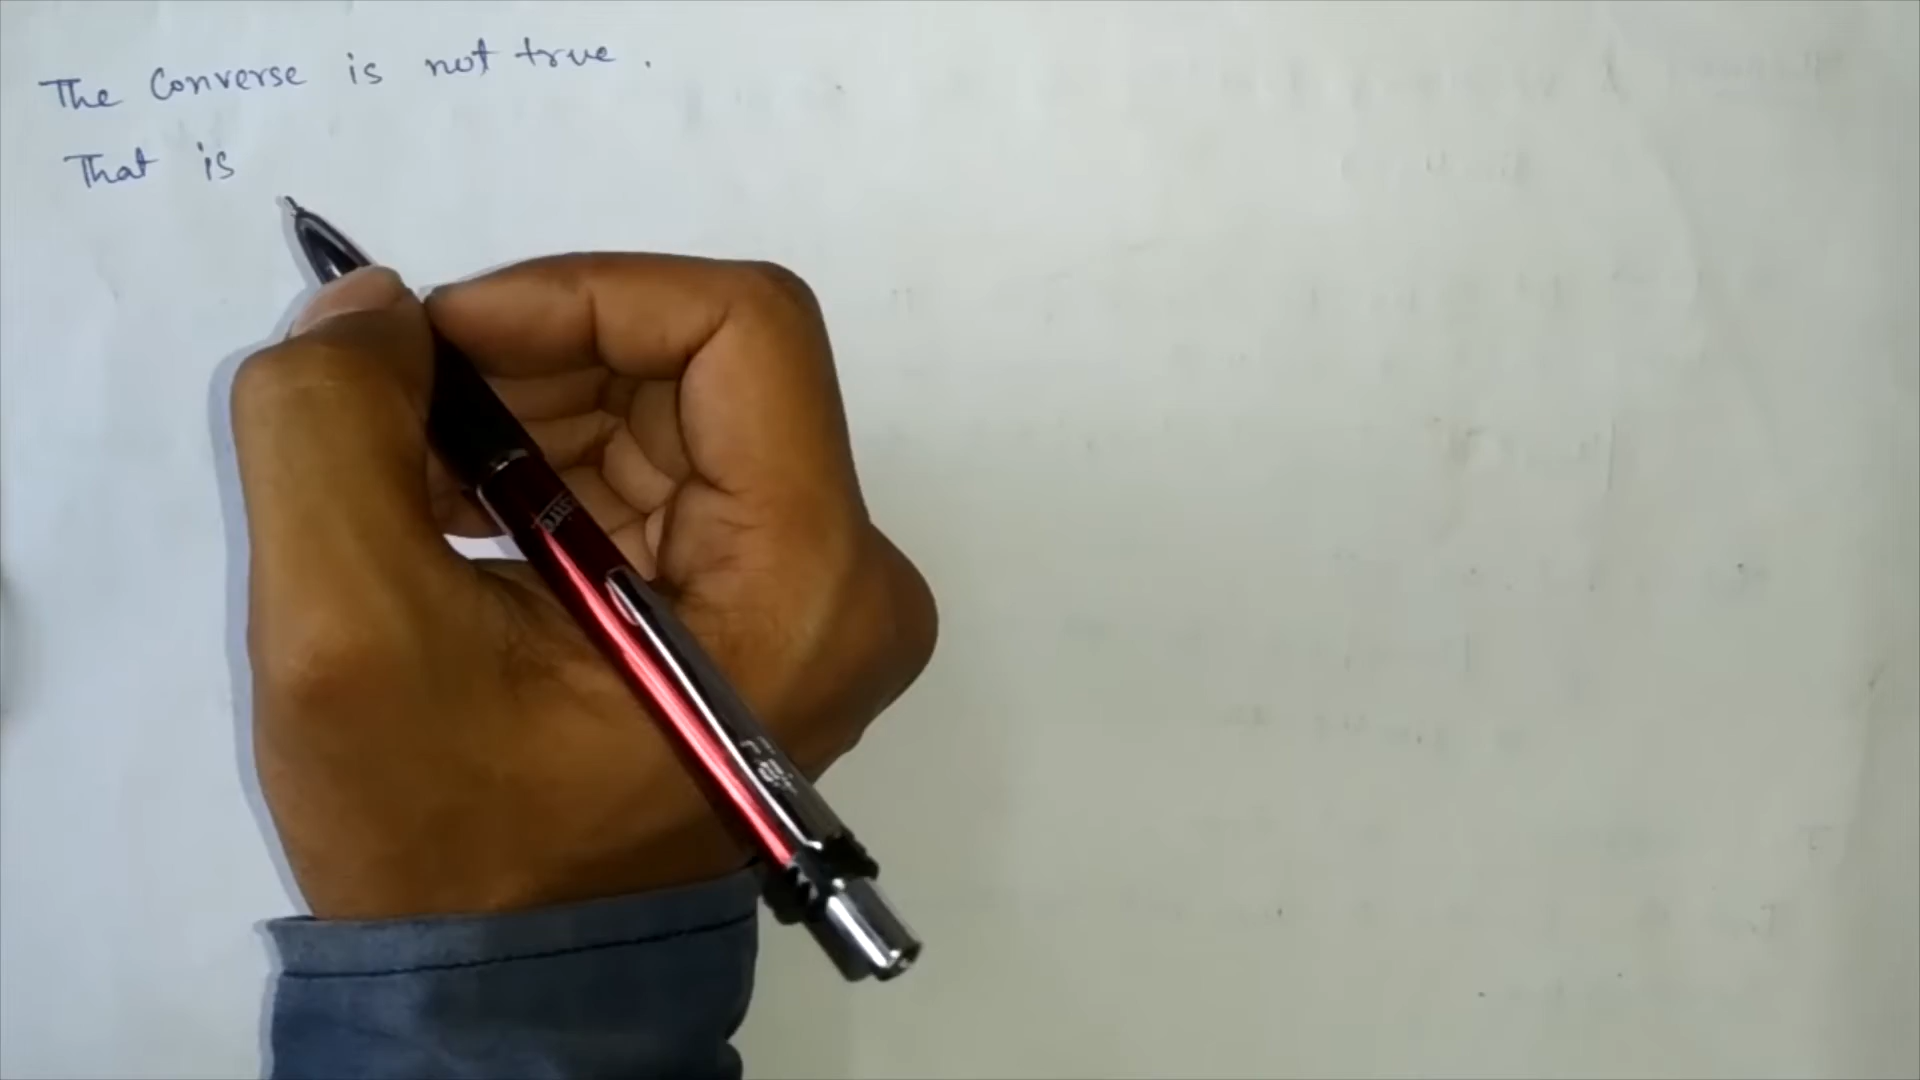 The Converse is not true.
That is